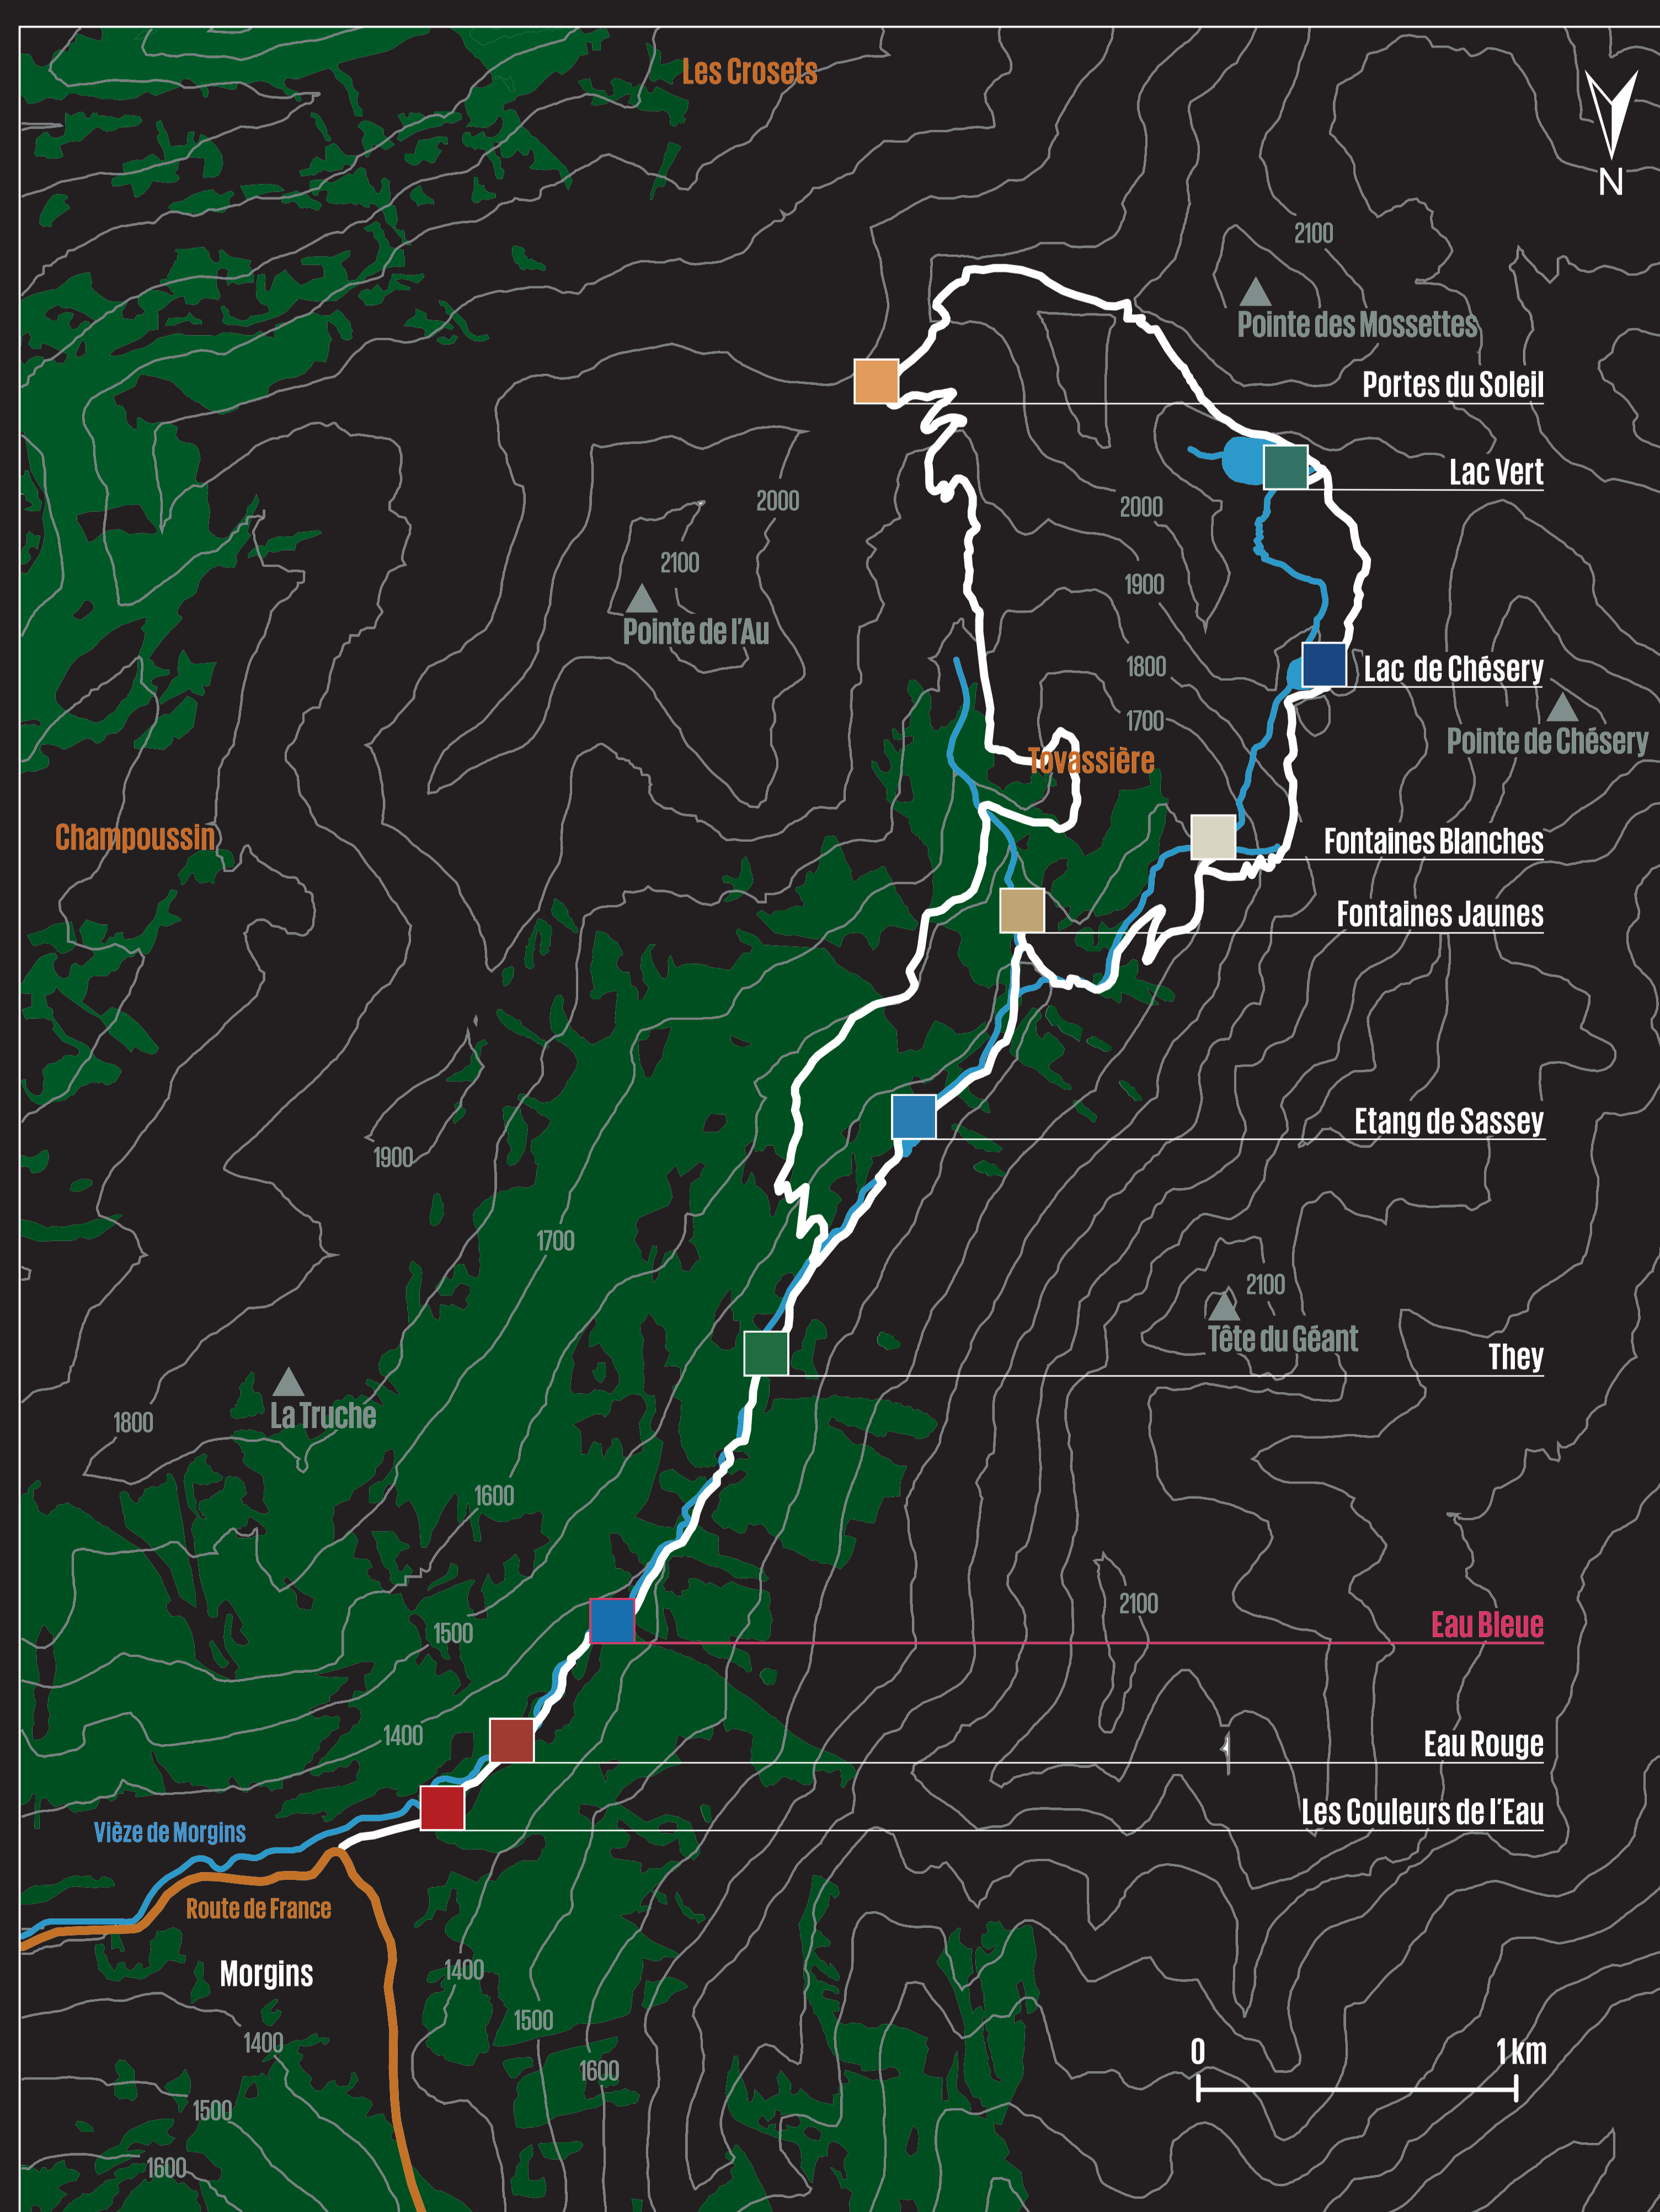 Les Crosets
N
2100
Pointe des Mossettes
Portes du Soleil
Lac Vert
2000
2000
2100
1900
Pointe de l'Au
1800
Lac de Chésery
1700
Pointe de Chésery
Tovassière
Champoussin
Fontaines Blanches
Fontaines Jaunes
Etang de Sassey
1900
1700
2100
Tête du Géant
They
La Truche
1800
1600
2100
Eau Bleue
1500
1400
Eau Rouge
Les Couleurs de l'Eau
Vièze de Morgins
Route de France
Morgins
1400
1500
1400
0 1 km
1600
1500
1600